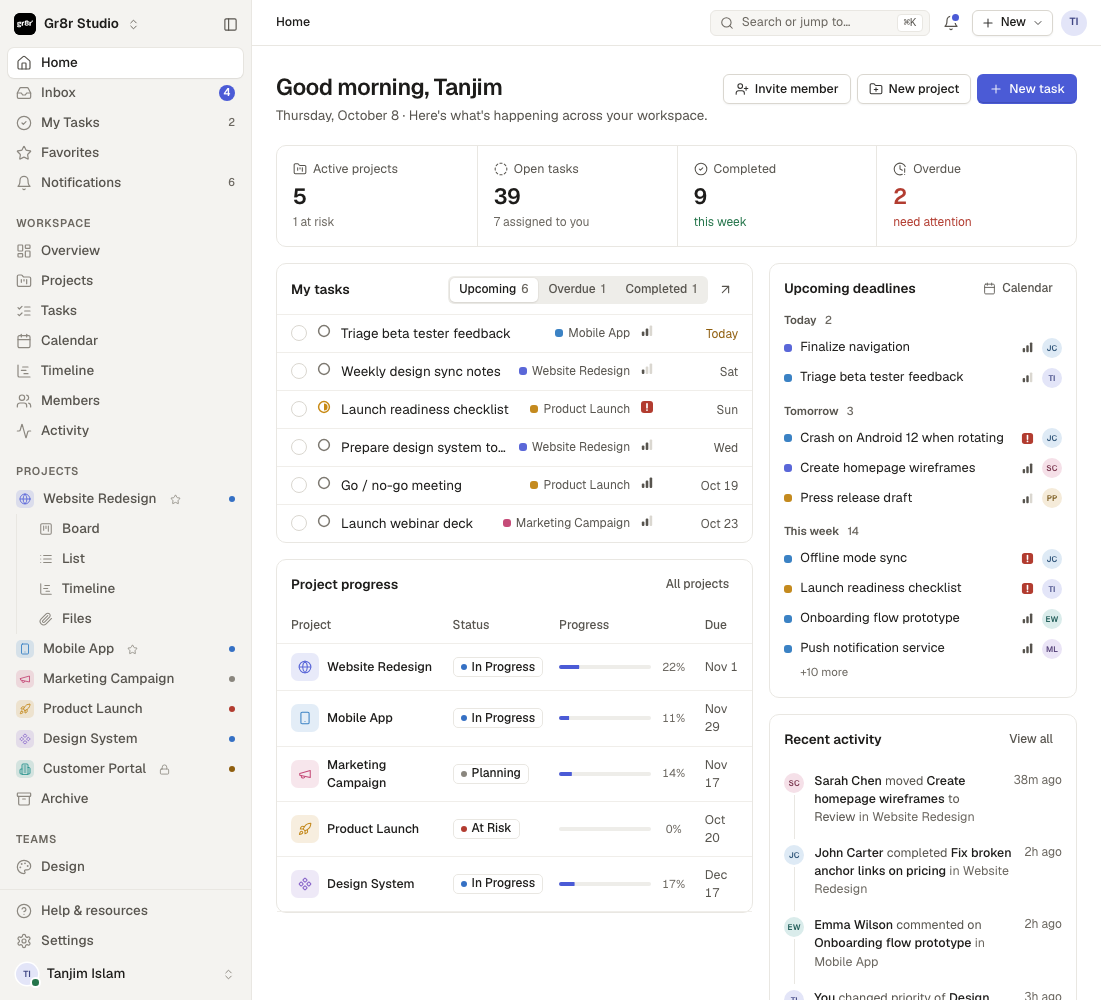 gr8r Gr8r Studio
Home
Inbox 4
My Tasks 2
Favorites
Notifications 6
WORKSPACE
Overview
Projects
Tasks
Calendar
Timeline
Members
Activity
PROJECTS
Website Redesign
Board
List
Timeline
Files
Mobile App
Marketing Campaign
Product Launch
Design System
Customer Portal
Archive
TEAMS
Design
Help & resources
Settings
TI Tanjim Islam
Home
Search or jump to… ⌘K
New
TI
Good morning, Tanjim
Thursday, October 8 · Here's what's happening across your workspace.
Invite member
New project
New task
Active projects
5
1 at risk
Open tasks
39
7 assigned to you
Completed
9
this week
Overdue
2
need attention
My tasks
Upcoming 6 Overdue 1 Completed 1
Triage beta tester feedback Mobile App Today
Weekly design sync notes Website Redesign Sat
Launch readiness checklist Product Launch ! Sun
Prepare design system to… Website Redesign Wed
Go / no-go meeting Product Launch Oct 19
Launch webinar deck Marketing Campaign Oct 23
Project progress All projects
Project Status Progress Due
Website Redesign In Progress 22% Nov 1
Mobile App In Progress 11% Nov
29
Marketing
Campaign Planning 14% Nov
17
Product Launch At Risk 0% Oct
20
Design System In Progress 17% Dec
17
Upcoming deadlines Calendar
Today 2
Finalize navigation JC
Triage beta tester feedback TI
Tomorrow 3
Crash on Android 12 when rotating ! JC
Create homepage wireframes SC
Press release draft PP
This week 14
Offline mode sync ! JC
Launch readiness checklist ! TI
Onboarding flow prototype EW
Push notification service ML
+10 more
Recent activity View all
SC Sarah Chen moved Create 38m ago
homepage wireframes to
Review in Website Redesign
JC John Carter completed Fix broken 2h ago
anchor links on pricing in Website
Redesign
EW Emma Wilson commented on 2h ago
Onboarding flow prototype in
Mobile App
TI You changed priority of Design 3h ago